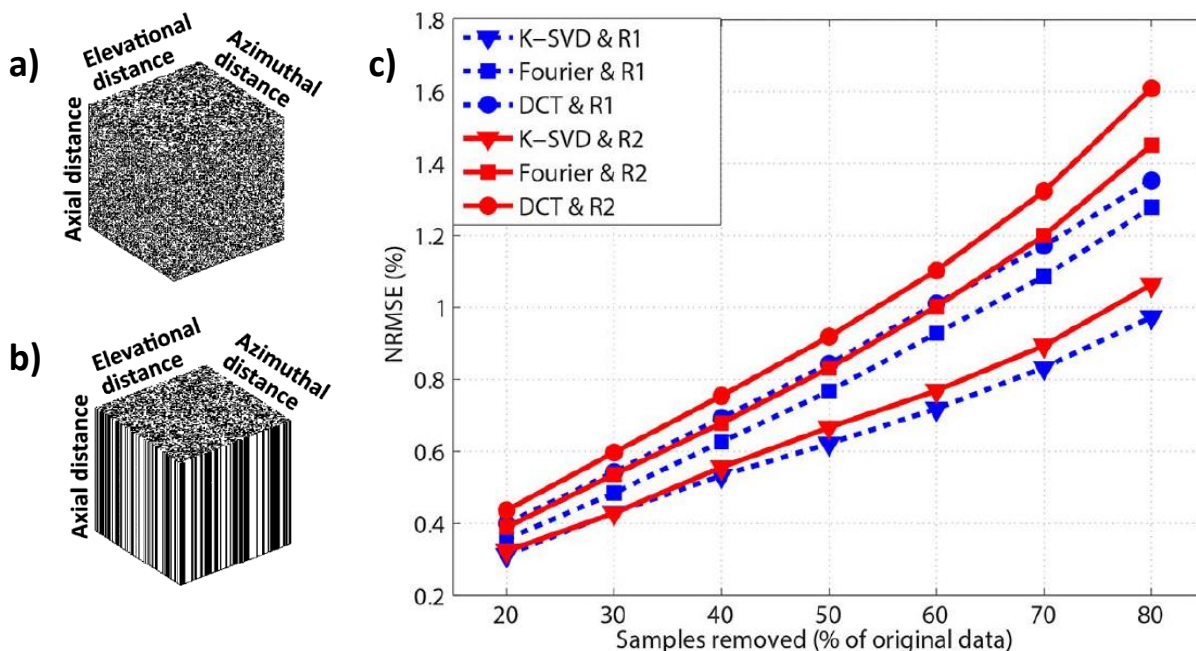 a)
Elevational
distance
Azimuthal
distance
Axial distance
b)
Elevational
distance
Azimuthal
distance
Axial distance
c)
K-SVD & R1
Fourier & R1
DCT & R1
K-SVD & R2
Fourier & R2
DCT & R2
NRMSE (%)
1.8
1.6
1.4
1.2
1
0.8
0.6
0.4
0.2
20 30 40 50 60 70 80
Samples removed (% of original data)